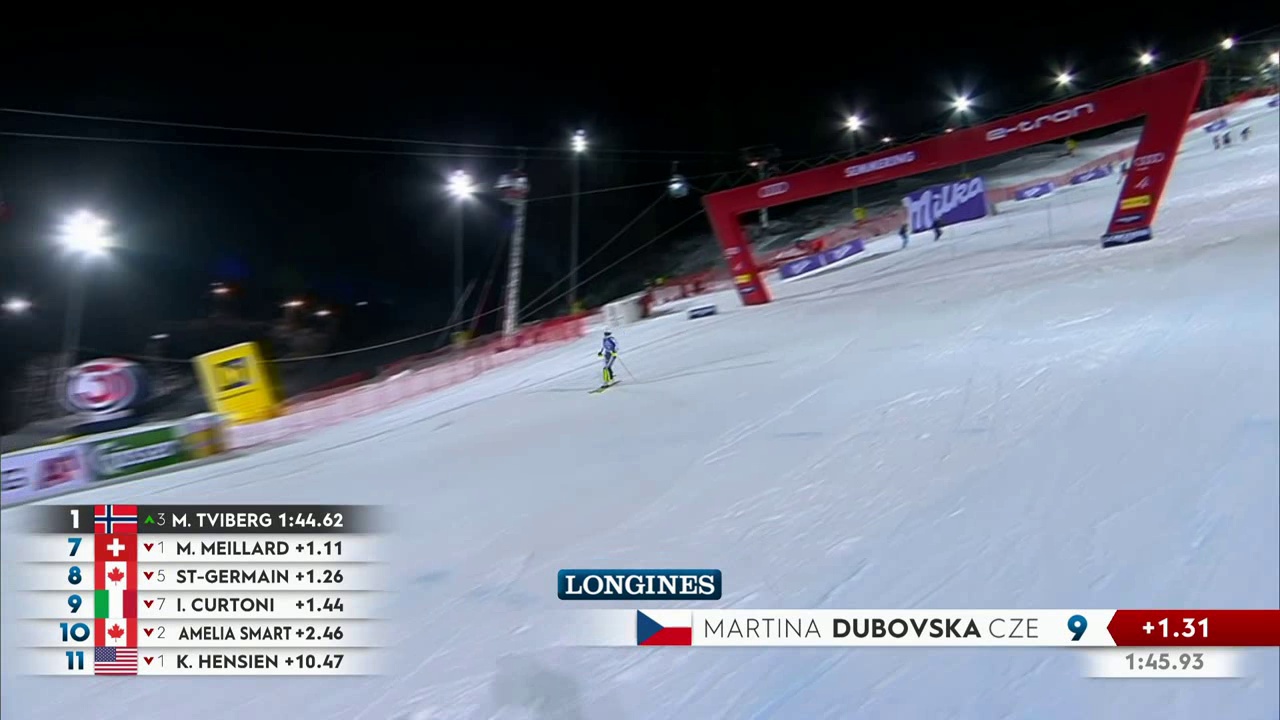 e-tron
SEMMERING
Milka
1 3 M. TVIBERG 1:44.62
7 1 M. MEILLARD +1.11
8 5 ST-GERMAIN +1.26
9 7 I. CURTONI +1.44
10 2 AMELIA SMART +2.46
11 1 K. HENSIEN +10.47
LONGINES
MARTINA DUBOVSKA CZE 9 +1.31
1:45.93